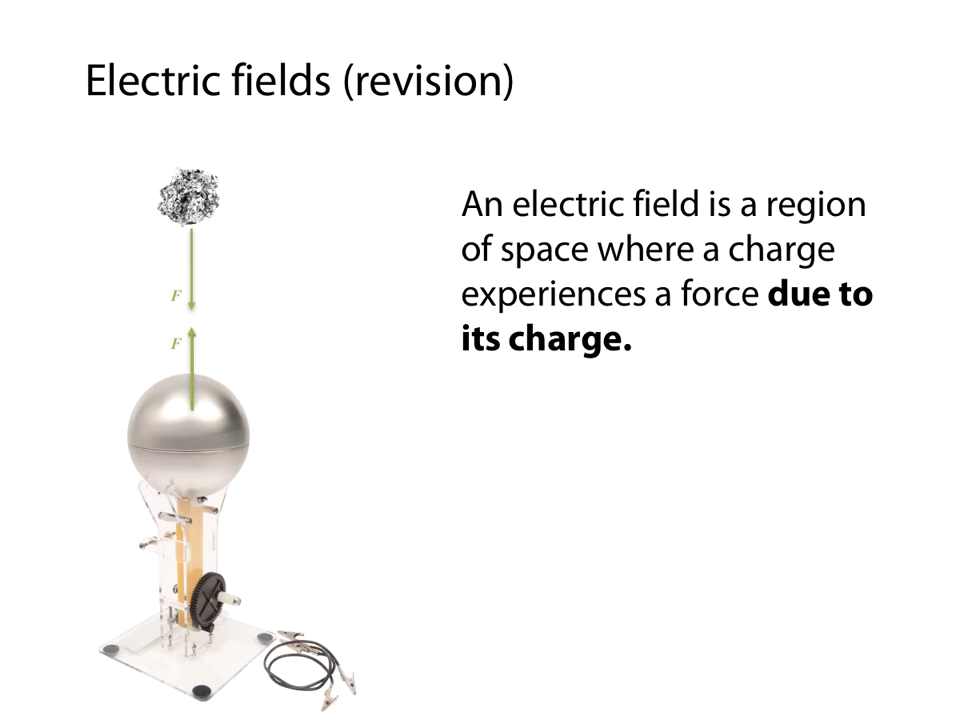 Electric fields (revision)
F
F
An electric field is a region
of space where a charge
experiences a force due to
its charge.